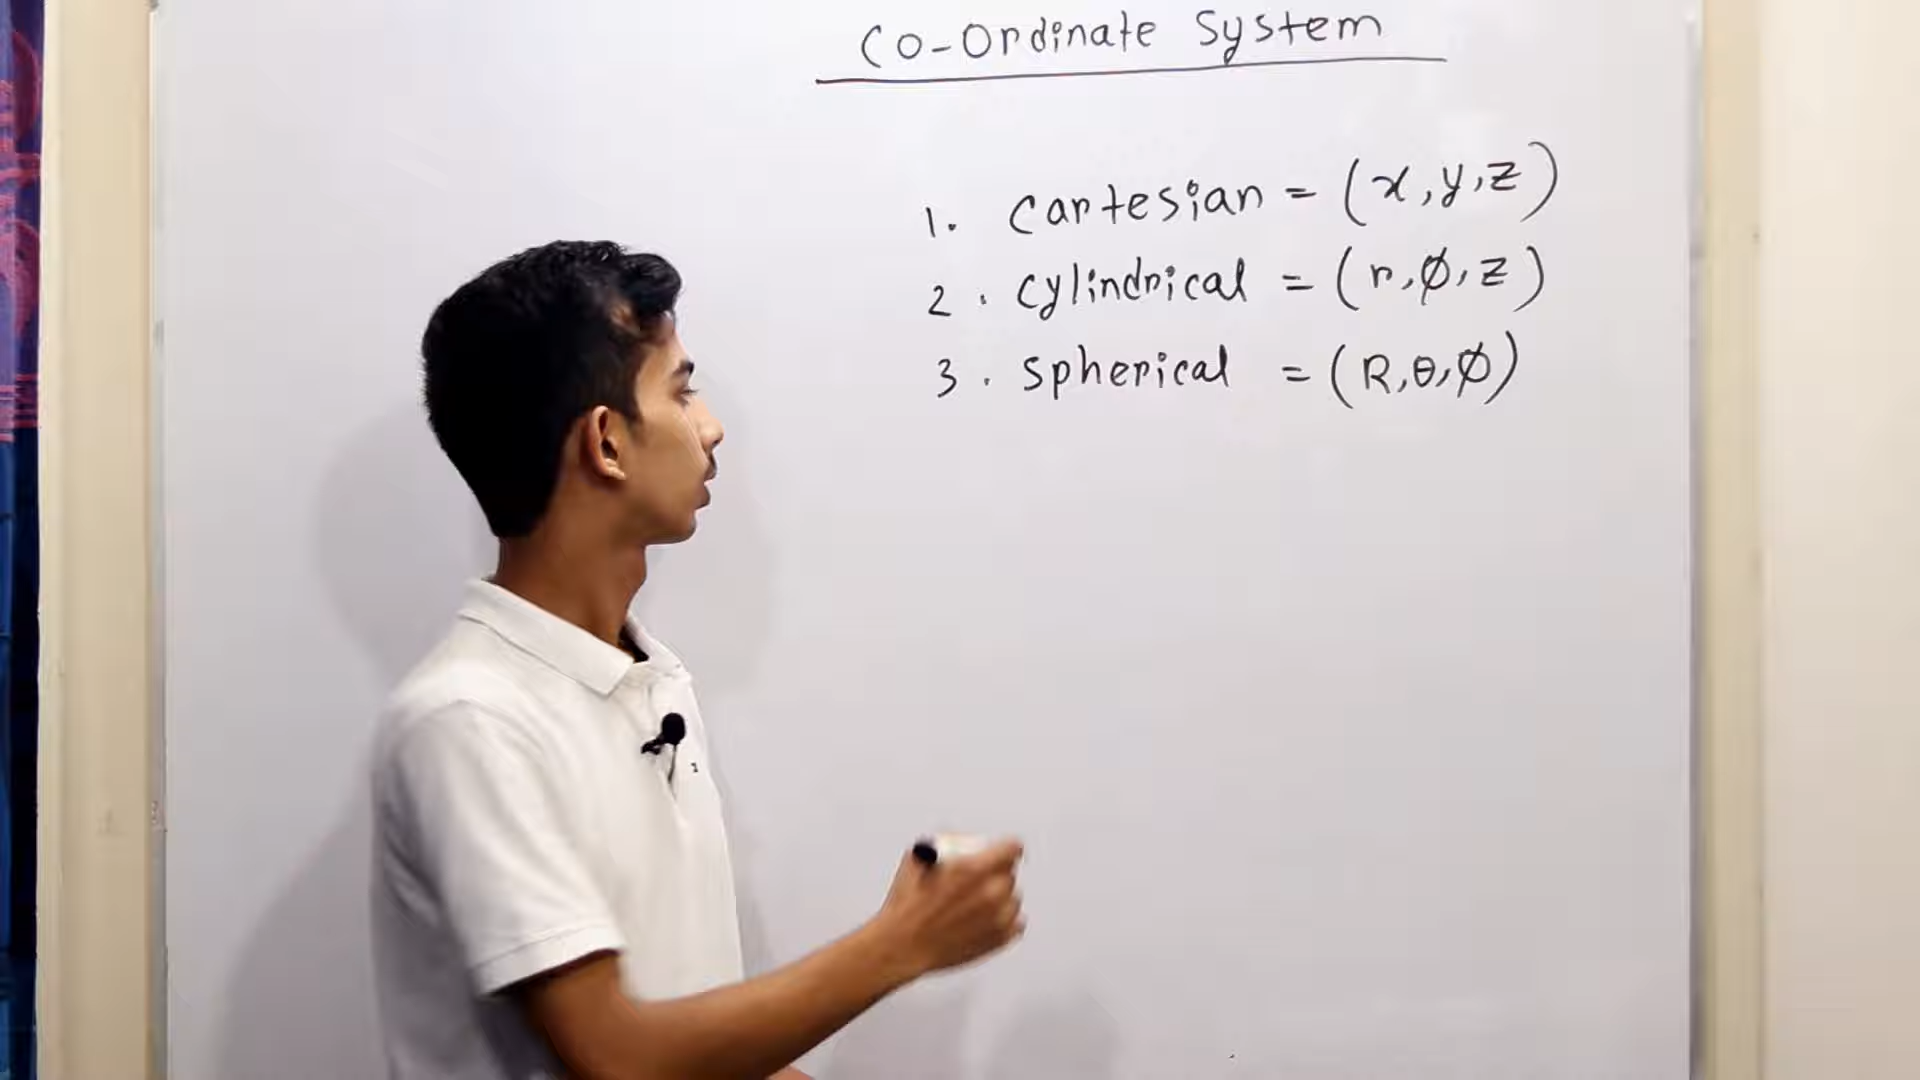 Co-Ordinate System
1. Cartesian = (x, y, z)
2. Cylindrical = (r, ϕ, z)
3. Spherical = (R, θ, ϕ)